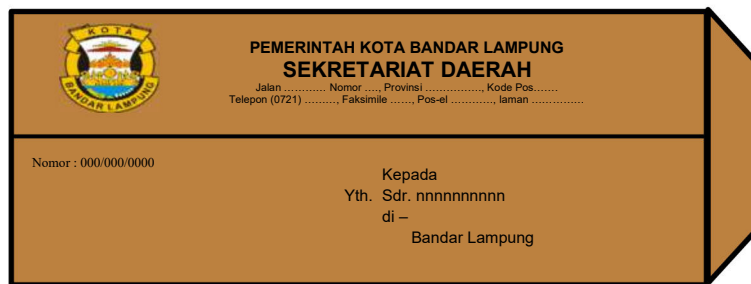 KOTA
BANDAR LAMPUNG
PEMERINTAH KOTA BANDAR LAMPUNG
SEKRETARIAT DAERAH
Jalan ………… Nomor …., Provinsi ……………., Kode Pos…….
Telepon (0721) ………, Faksimile ……, Pos-el …………, laman ……………
Nomor : 000/000/0000
Kepada
Yth. Sdr. nnnnnnnnnn
di –
Bandar Lampung